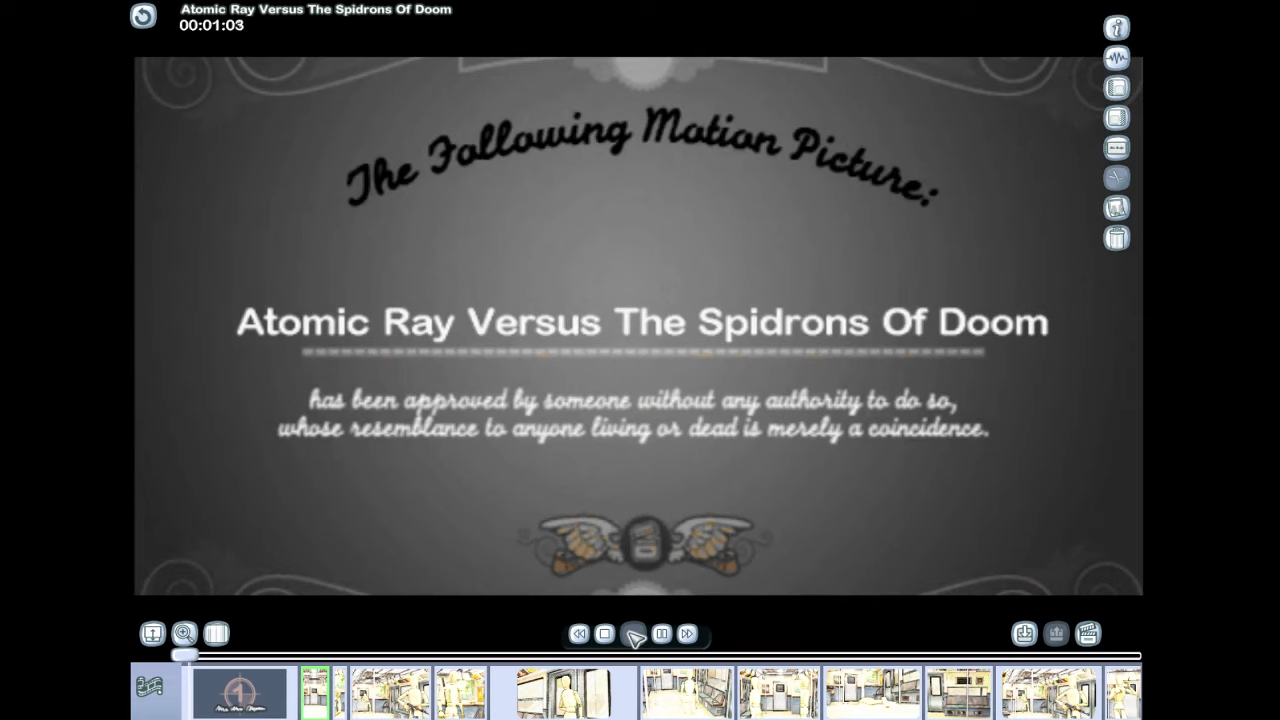 Atomic Ray Versus The Spidrons Of Doom
00:01:03
The Following Motion Picture:
Atomic Ray Versus The Spidrons Of Doom
has been approved by someone without any authority to do so,
whose resemblance to anyone living or dead is merely a coincidence.
1